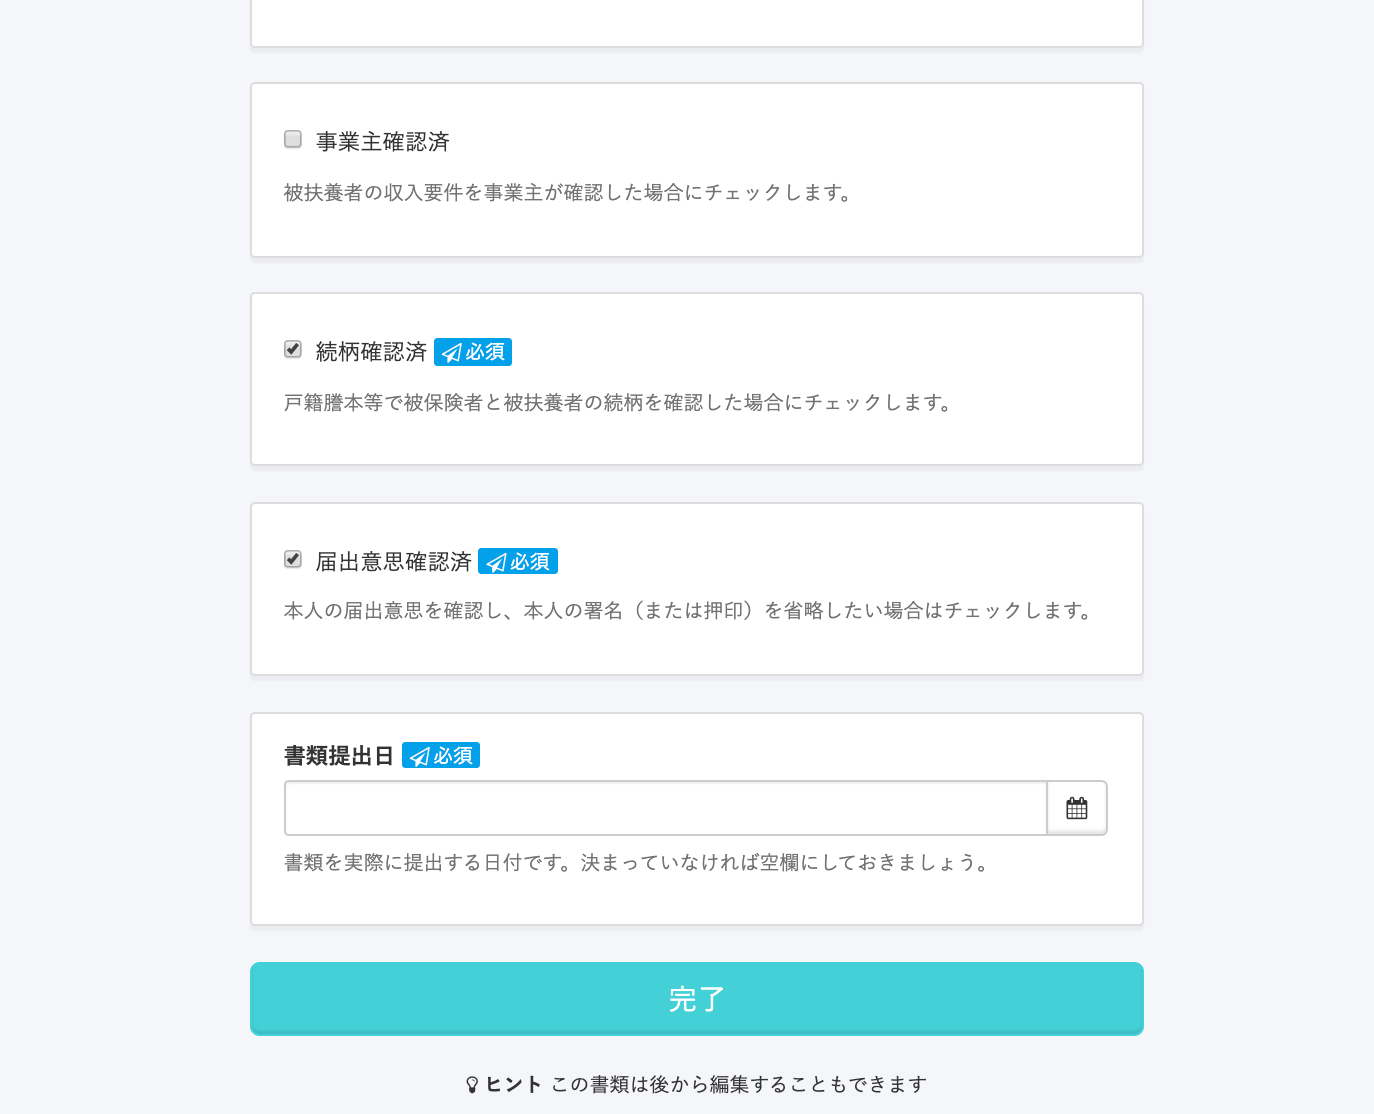 事業主確認済
被扶養者の収入要件を事業主が確認した場合にチェックします。
続柄確認済 必須
戸籍謄本等で被保険者と被扶養者の続柄を確認した場合にチェックします。
届出意思確認済 必須
本人の届出意思を確認し、本人の署名（または押印）を省略したい場合はチェックします。
書類提出日 必須
書類を実際に提出する日付です。決まっていなければ空欄にしておきましょう。
完了
ヒント この書類は後から編集することもできます